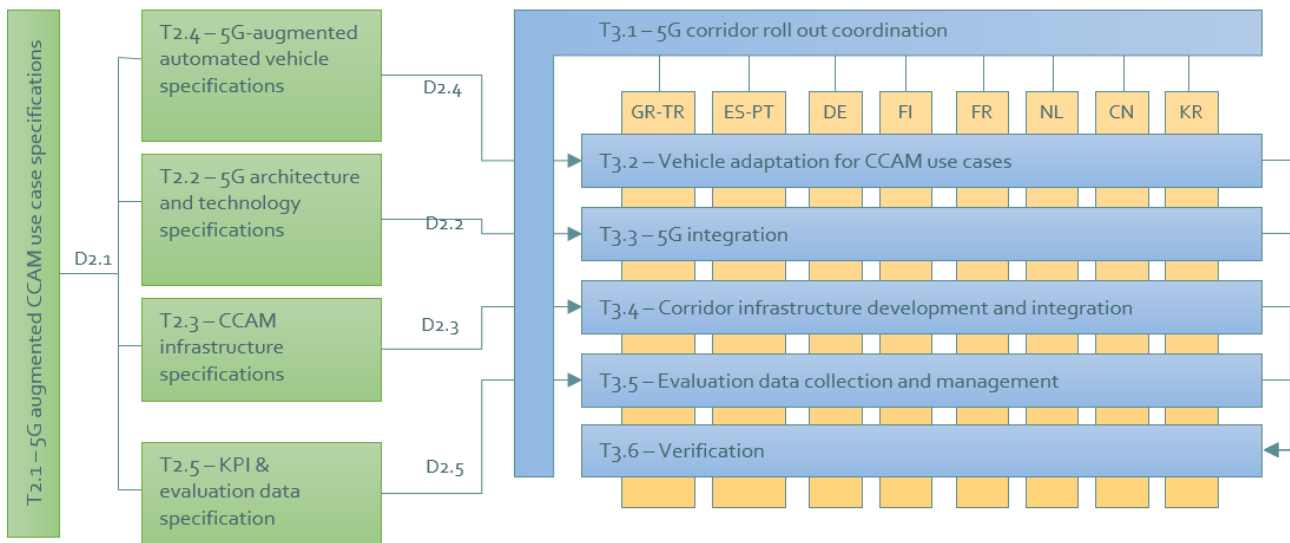 T2.1 – 5G augmented CCAM use case specifications
D2.1
T2.4 – 5G-augmented
automated vehicle
specifications
T2.2 – 5G architecture
and technology
specifications
T2.3 – CCAM
infrastructure
specifications
T2.5 – KPI &
evaluation data
specification
D2.4
D2.2
D2.3
D2.5
T3.1 – 5G corridor roll out coordination
GR-TR ES-PT DE FI FR NL CN KR
T3.2 – Vehicle adaptation for CCAM use cases
T3.3 – 5G integration
T3.4 – Corridor infrastructure development and integration
T3.5 – Evaluation data collection and management
T3.6 – Verification